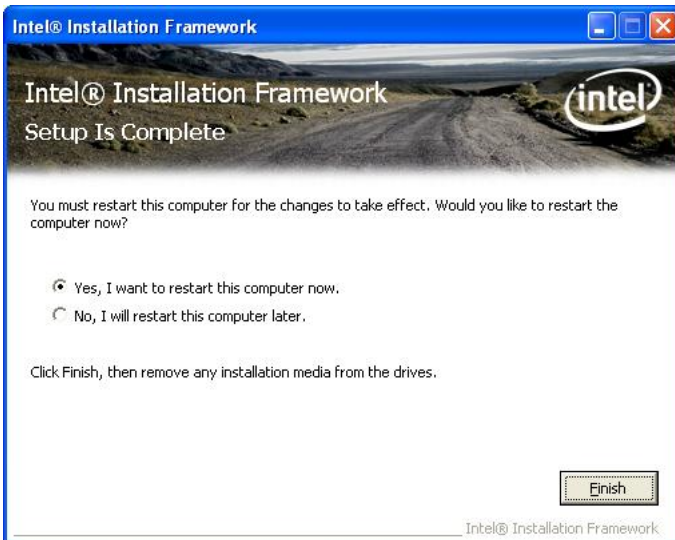 Intel® Installation Framework
Intel® Installation Framework
intel
Setup Is Complete
You must restart this computer for the changes to take effect. Would you like to restart the
computer now?
Yes, I want to restart this computer now.
No, I will restart this computer later.
Click Finish, then remove any installation media from the drives.
Finish
Intel® Installation Framework